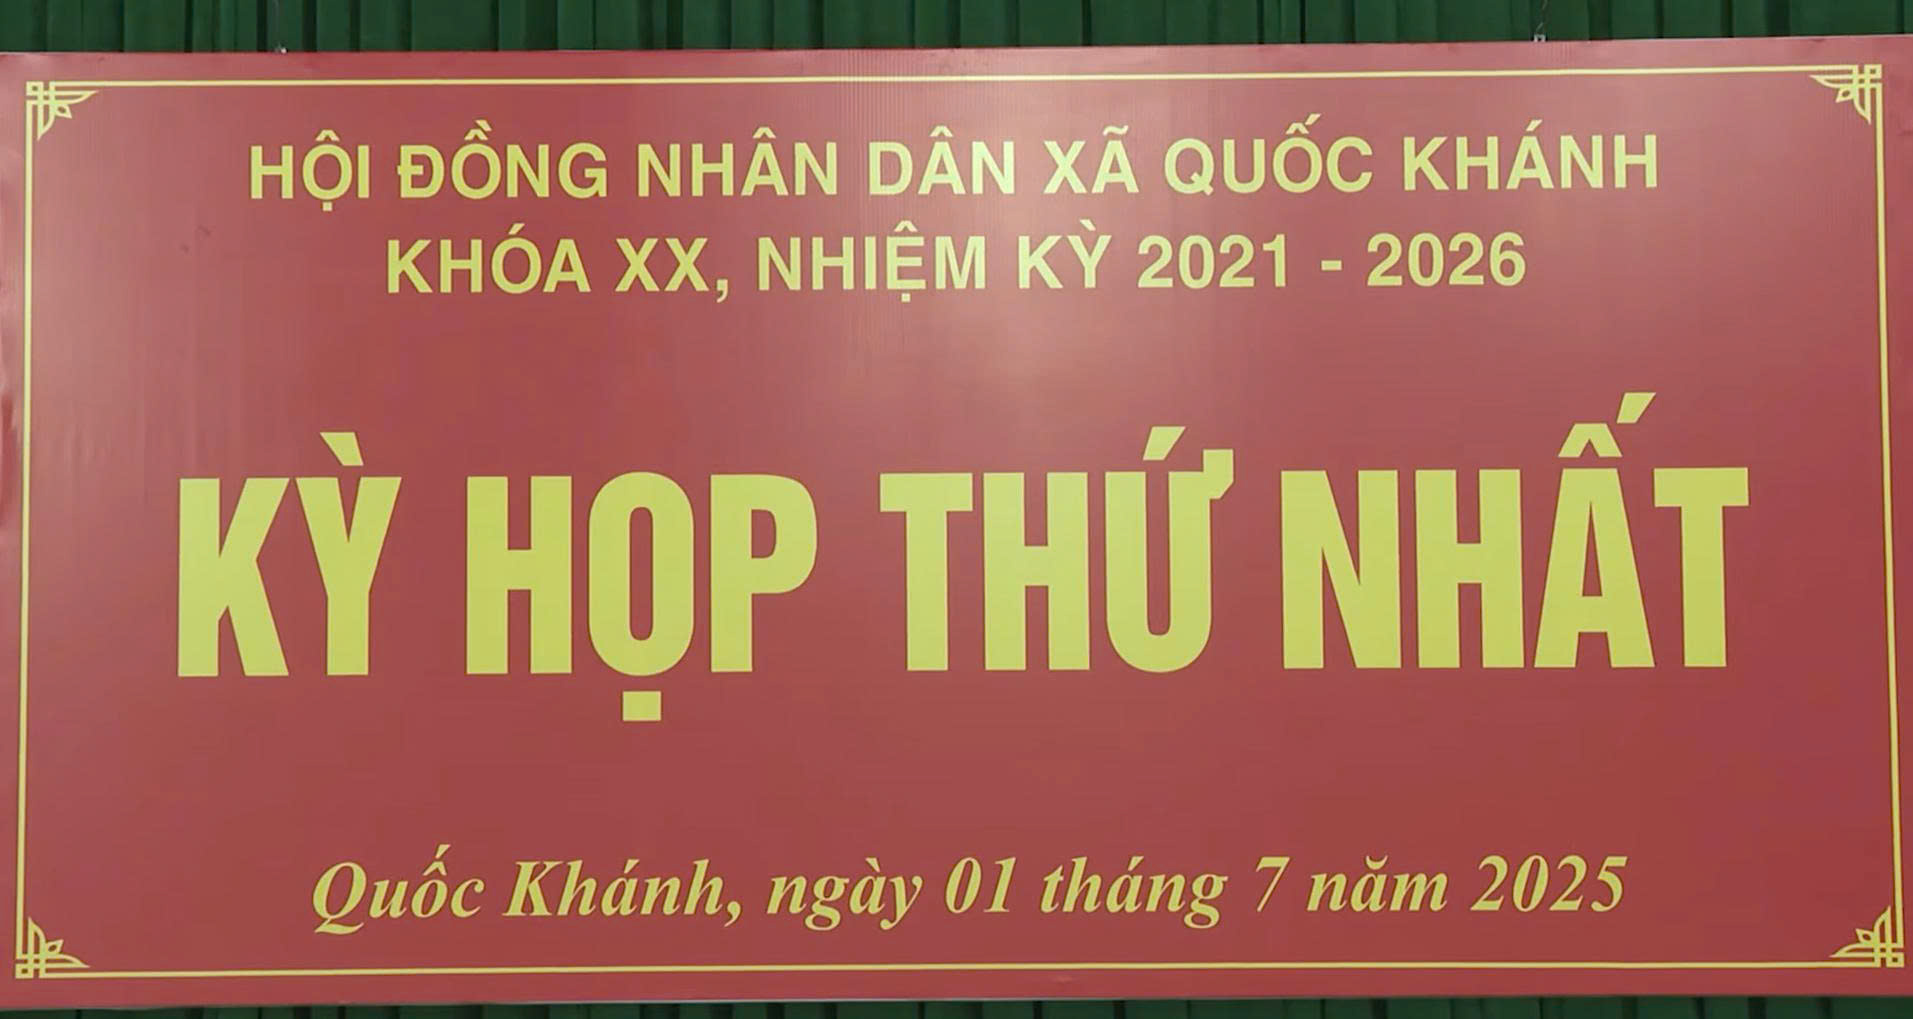 HỘI ĐỒNG NHÂN DÂN XÃ QUỐC KHÁNH
KHÓA XX, NHIỆM KỲ 2021 - 2026
KỲ HỌP THỨ NHẤT
Quốc Khánh, ngày 01 tháng 7 năm 2025